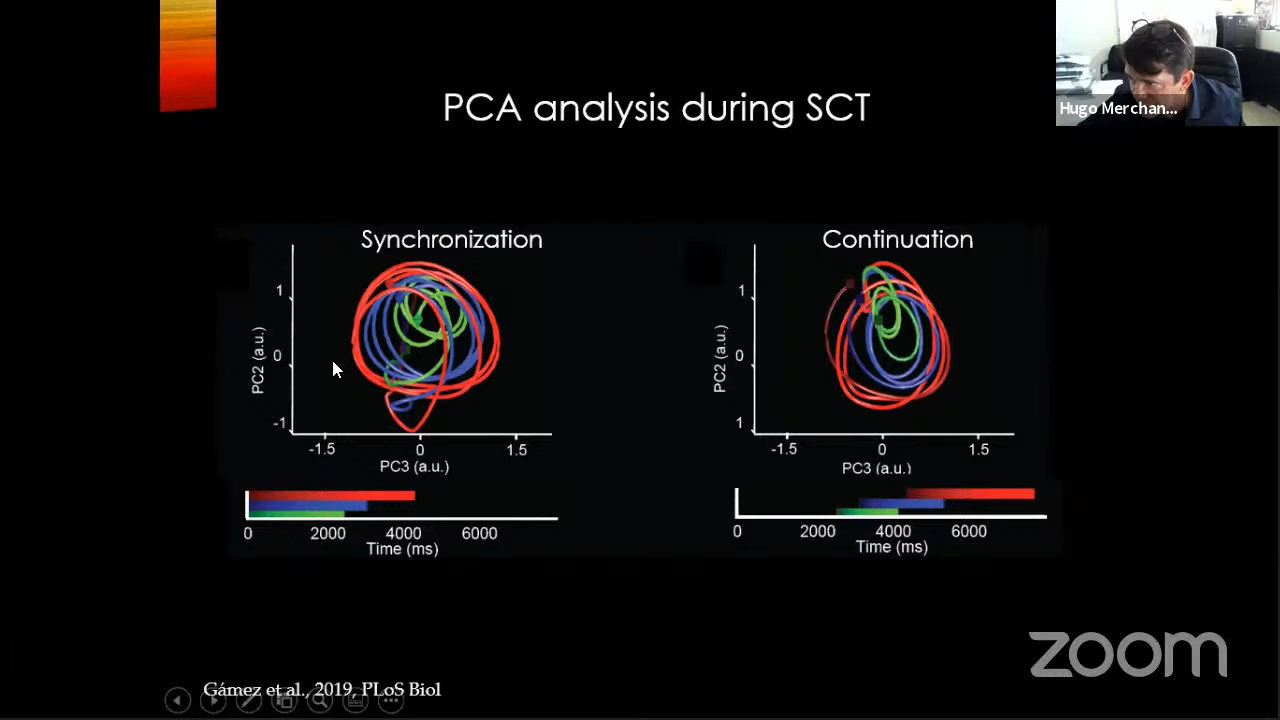 PCA analysis during SCT
Hugo Merchan...
Synchronization
1
0
-1
PC2 (a.u.)
-1.5 0 1.5
PC3 (a.u.)
0 2000 4000 6000
Time (ms)
Continuation
1
0
1
PC2 (a.u.)
-1.5 0 1.5
PC3 (a.u.)
0 2000 4000 6000
Time (ms)
zoom
Gámez et al., 2019, PLoS Biol